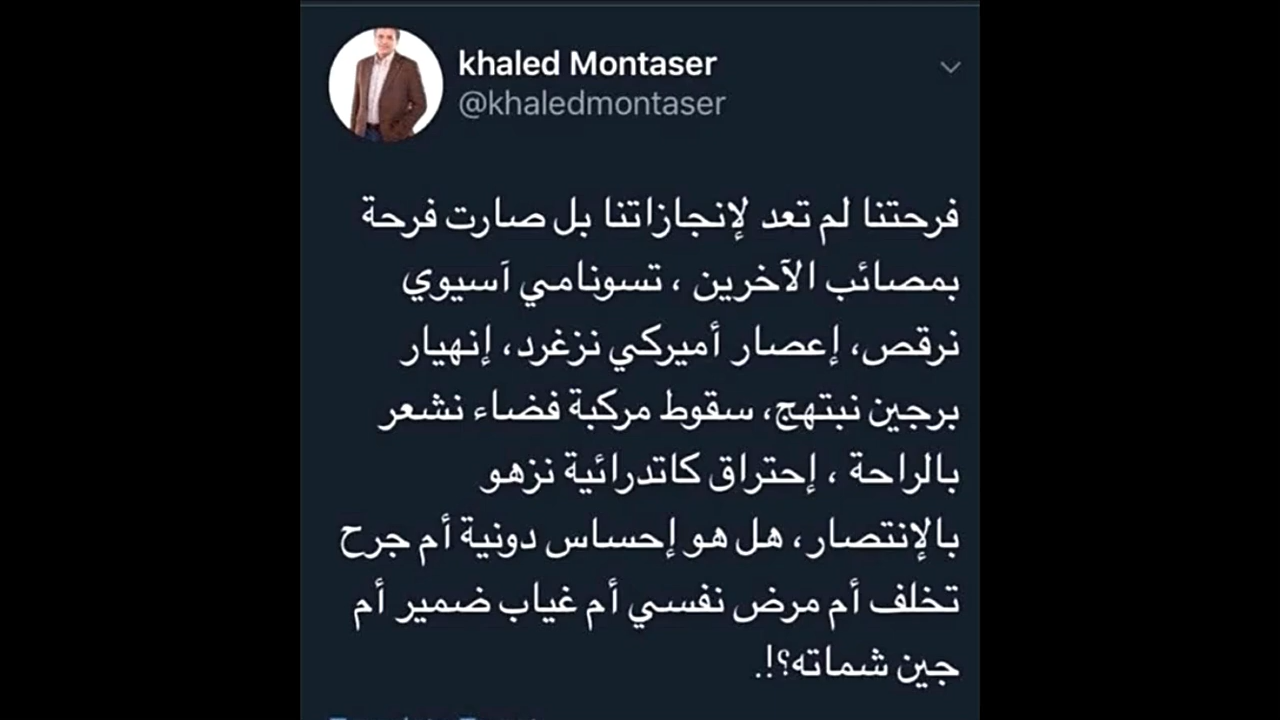 khaled Montaser
@khaledmontaser
فرحتنا لم تعد لإنجازاتنا بل صارت فرحة
بمصائب الآخرين ، تسونامي آسيوي
نرقص، إعصار أميركي نزغرد، إنهيار
برجين نبتهج، سقوط مركبة فضاء نشعر
بالراحة ، إحتراق كاتدرائية نزهو
بالإنتصار، هل هو إحساس دونية أم جرح
تخلف أم مرض نفسي أم غياب ضمير أم
جين شماته؟!.